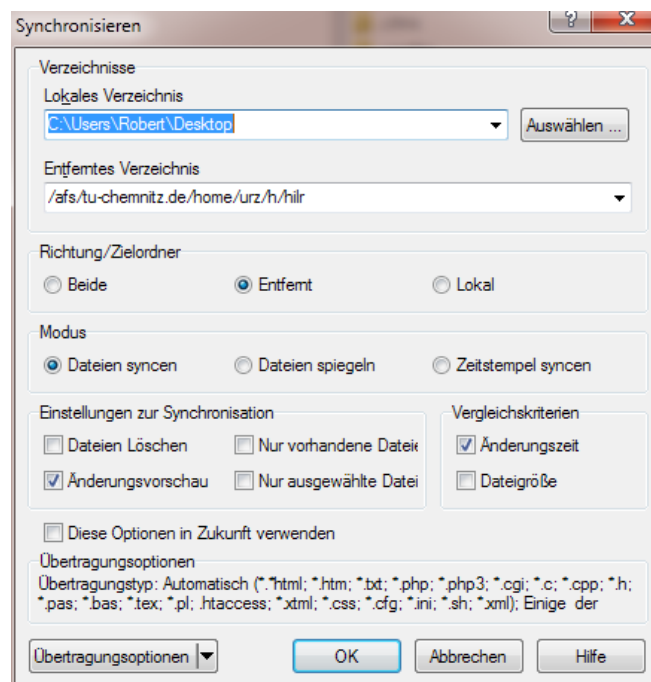 Synchronisieren
Verzeichnisse
Lokales Verzeichnis
C:\Users\Robert\Desktop
Auswählen ...
Entferntes Verzeichnis
/afs/tu-chemnitz.de/home/urz/h/hilr
Richtung/Zielordner
Beide Entfernt Lokal
Modus
Dateien syncen Dateien spiegeln Zeitstempel syncen
Einstellungen zur Synchronisation Vergleichskriterien
Dateien Löschen Nur vorhandene Dateie Änderungszeit
Änderungsvorschau Nur ausgewählte Datei Dateigröße
Diese Optionen in Zukunft verwenden
Übertragungsoptionen
Übertragungstyp: Automatisch (*.*html; *.htm; *.txt; *.php; *.php3; *.cgi; *.c; *.cpp; *.h;
*.pas; *.bas; *.tex; *.pl; .htaccess; *.xtml; *.css; *.cfg; *.ini; *.sh; *.xml); Einige der
Übertragungsoptionen OK Abbrechen Hilfe